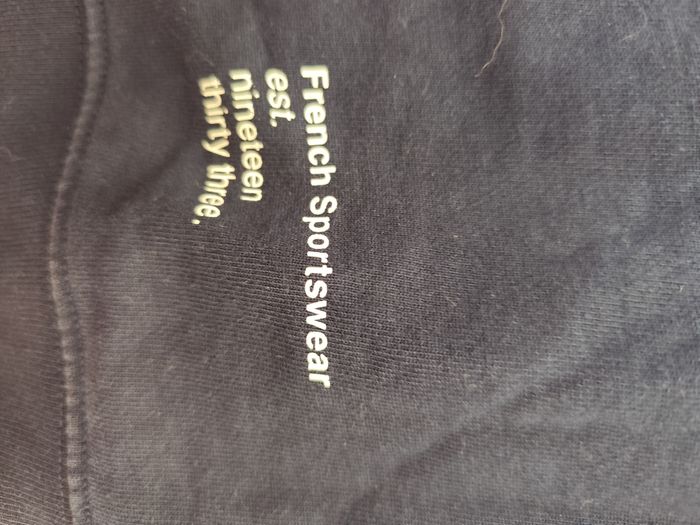 French Sportswear
est.
nineteen
thirty three.